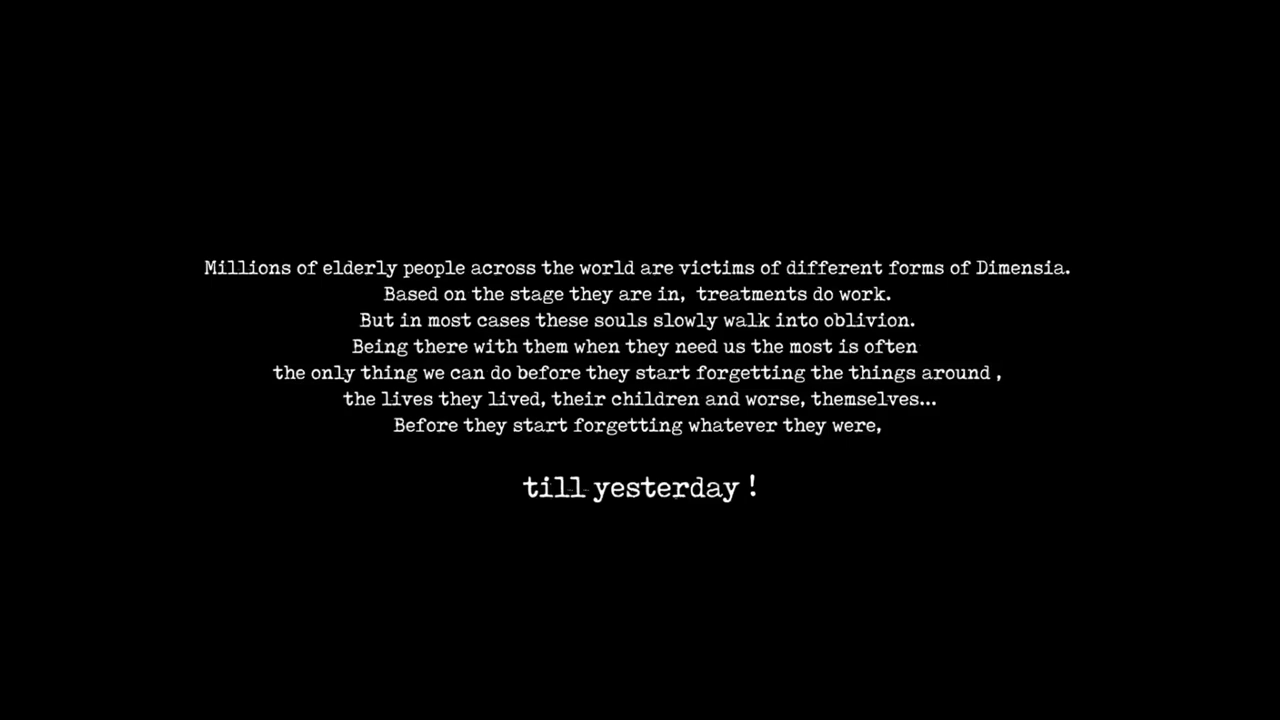 Millions of elderly people across the world are victims of different forms of Dimensia.
Based on the stage they are in, treatments do work.
But in most cases these souls slowly walk into oblivion.
Being there with them when they need us the most is often
the only thing we can do before they start forgetting the things around ,
the lives they lived, their children and worse, themselves...
Before they start forgetting whatever they were,
till yesterday !